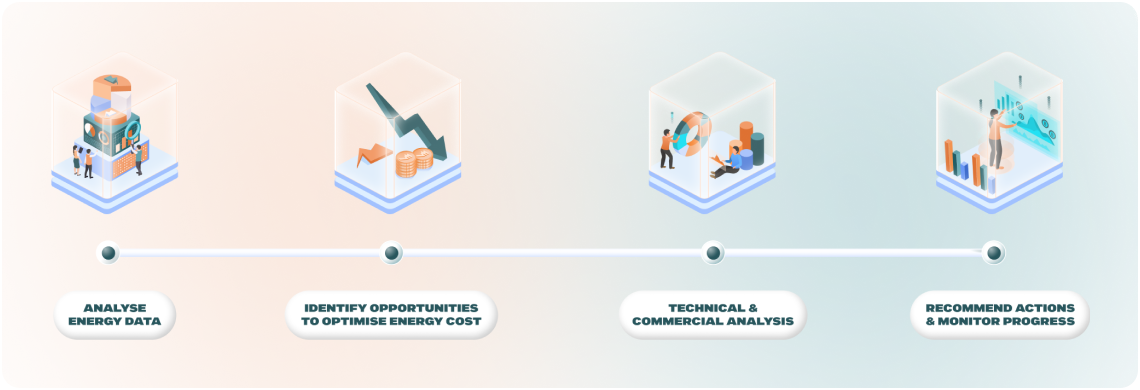 ANALYSE
ENERGY DATA
IDENTIFY OPPORTUNITIES
TO OPTIMISE ENERGY COST
TECHNICAL &
COMMERCIAL ANALYSIS
RECOMMEND ACTIONS
& MONITOR PROGRESS